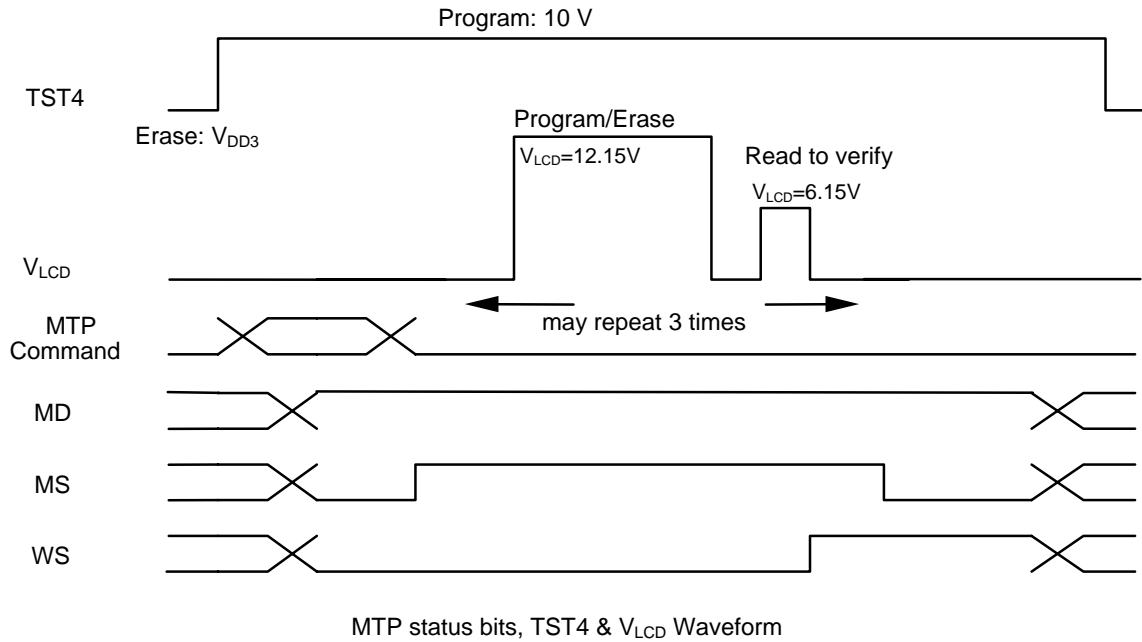 Program: 10 V
TST4
Erase: VDD3
Program/Erase
VLCD=12.15V
Read to verify
VLCD=6.15V
VLCD
may repeat 3 times
MTP
Command
MD
MS
WS
MTP status bits, TST4 & VLCD Waveform